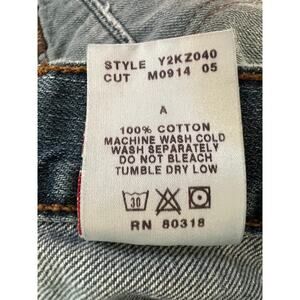 STYLE Y2KZ040
CUT M0914 05
A
100% COTTON
MACHINE WASH COLD
WASH SEPARATELY
DO NOT BLEACH
TUMBLE DRY LOW
30
RN 80318